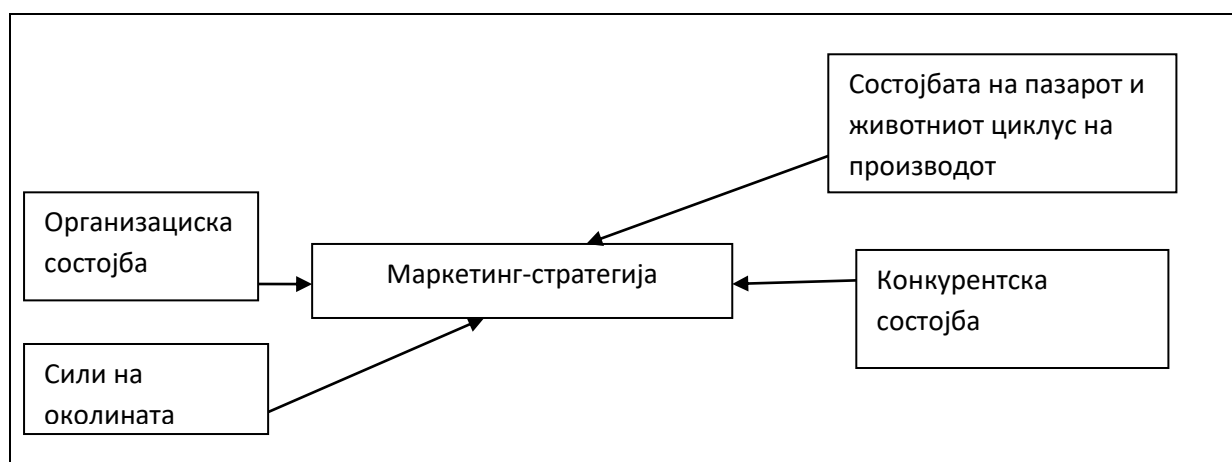 Состојбата на пазарот и
животниот циклус на
производот
Организациска
состојба
Маркетинг-стратегија
Конкурентска
состојба
Сили на
околината